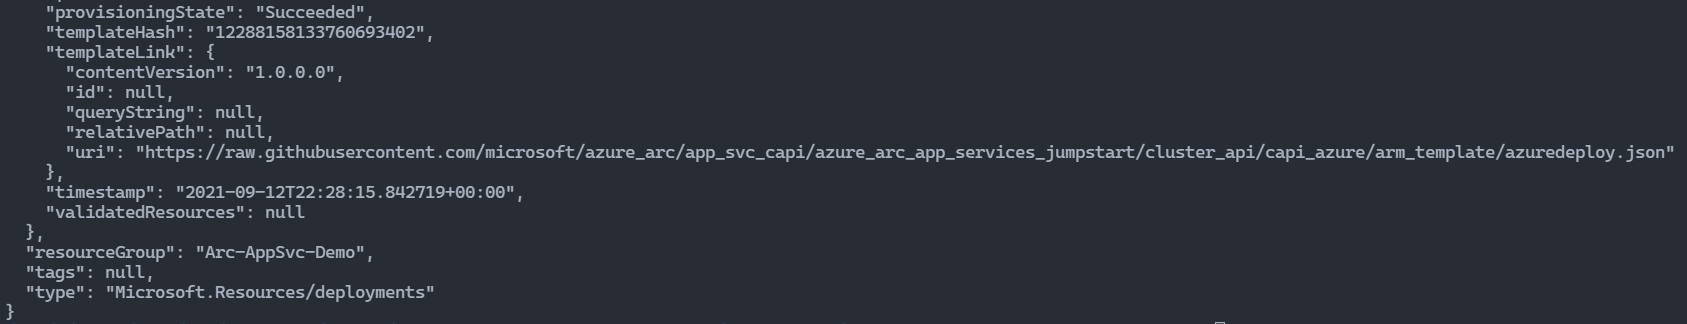 "provisioningState": "Succeeded",
"templateHash": "12288158133760693402",
"templateLink": {
"contentVersion": "1.0.0.0",
"id": null,
"queryString": null,
"relativePath": null,
"uri": "https://raw.githubusercontent.com/microsoft/azure_arc/app_svc_capi/azure_arc_app_services_jumpstart/cluster_api/capi_azure/arm_template/azuredeploy.json"
},
"timestamp": "2021-09-12T22:28:15.842719+00:00",
"validatedResources": null
},
"resourceGroup": "Arc-AppSvc-Demo",
"tags": null,
"type": "Microsoft.Resources/deployments"
}